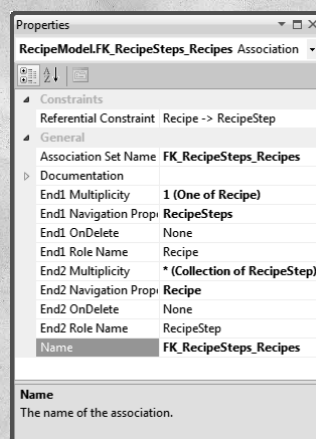 Properties
RecipeModel.FK_RecipeSteps_Recipes Association
Constraints
Referential Constraint Recipe -> RecipeStep
General
Association Set Name FK_RecipeSteps_Recipes
Documentation
End1 Multiplicity 1 (One of Recipe)
End1 Navigation Prope RecipeSteps
End1 OnDelete None
End1 Role Name Recipe
End2 Multiplicity * (Collection of RecipeStep)
End2 Navigation Prope Recipe
End2 OnDelete None
End2 Role Name RecipeStep
Name FK_RecipeSteps_Recipes
Name
The name of the association.